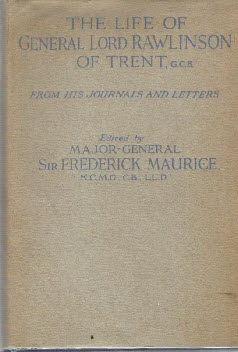 THE LIFE OF
GENERAL LORD RAWLINSON
OF TRENT, G.C.B.
FROM HIS JOURNALS AND LETTERS
Edited by
MAJOR-GENERAL
SIR FREDERICK MAURICE
K.C.M.G. C.B. LL.D.